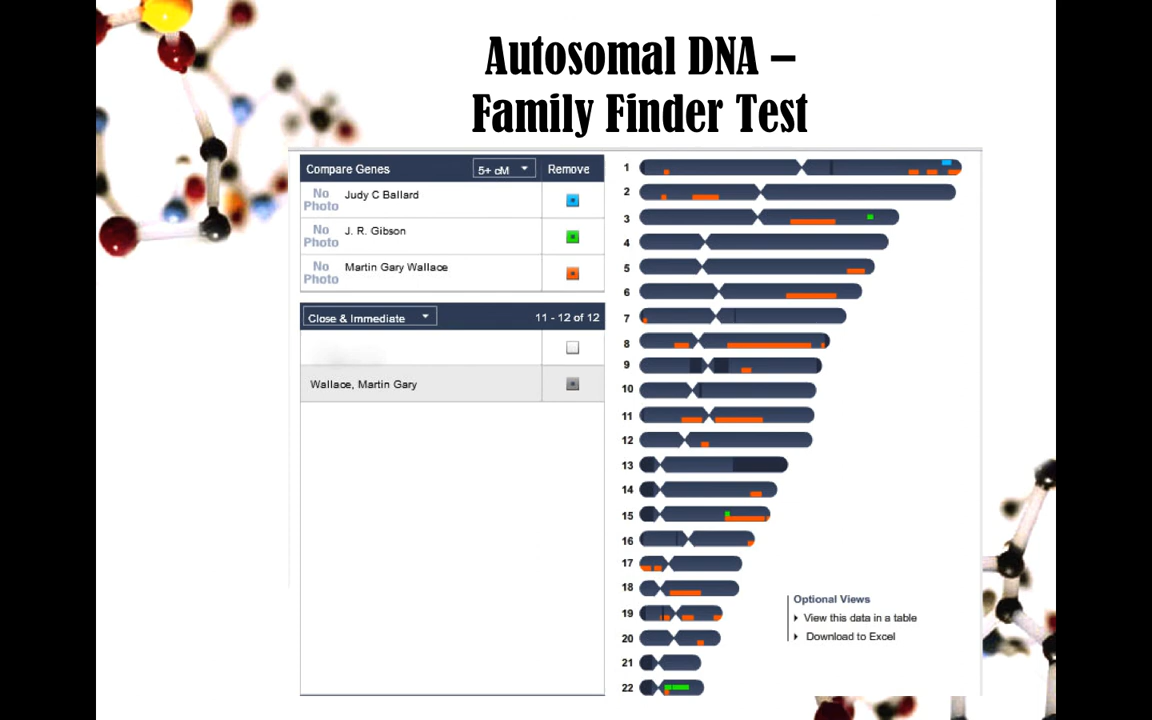 Autosomal DNA –
Family Finder Test
Compare Genes 5+ cM Remove
No Photo Judy C Ballard
No Photo J. R. Gibson
No Photo Martin Gary Wallace
Close & Immediate 11 - 12 of 12
Wallace, Martin Gary
1
2
3
4
5
6
7
8
9
10
11
12
13
14
15
16
17
18
19
20
21
22
Optional Views
View this data in a table
Download to Excel